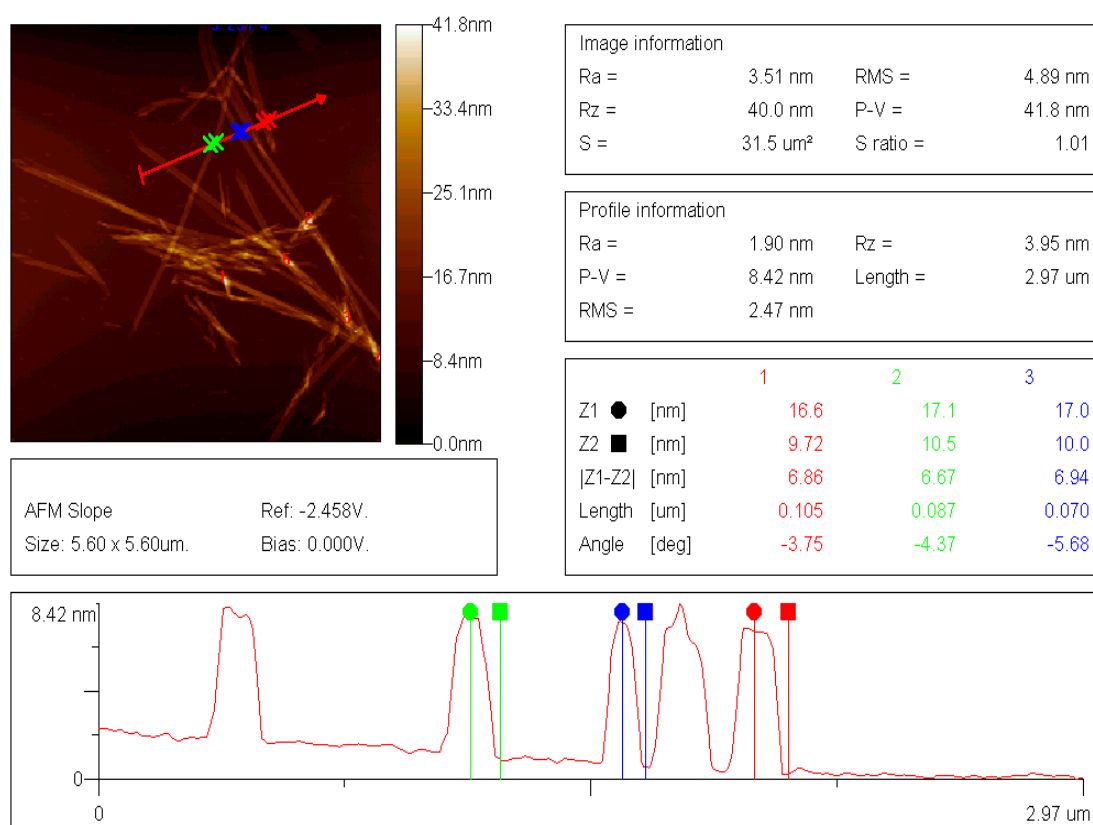 41.8nm
33.4nm
25.1nm
16.7nm
8.4nm
0.0nm
2
5
1
3
AFM Slope Ref: -2.458V.
Size: 5.60 x 5.60um. Bias: 0.000V.
Image information
Ra = 3.51 nm RMS = 4.89 nm
Rz = 40.0 nm P-V = 41.8 nm
S = 31.5 um² S ratio = 1.01
Profile information
Ra = 1.90 nm Rz = 3.95 nm
P-V = 8.42 nm Length = 2.97 um
RMS = 2.47 nm
1 2 3
Z1 [nm] 16.6 17.1 17.0
Z2 [nm] 9.72 10.5 10.0
|Z1-Z2| [nm] 6.86 6.67 6.94
Length [um] 0.105 0.087 0.070
Angle [deg] -3.75 -4.37 -5.68
8.42 nm
0
0 2.97 um